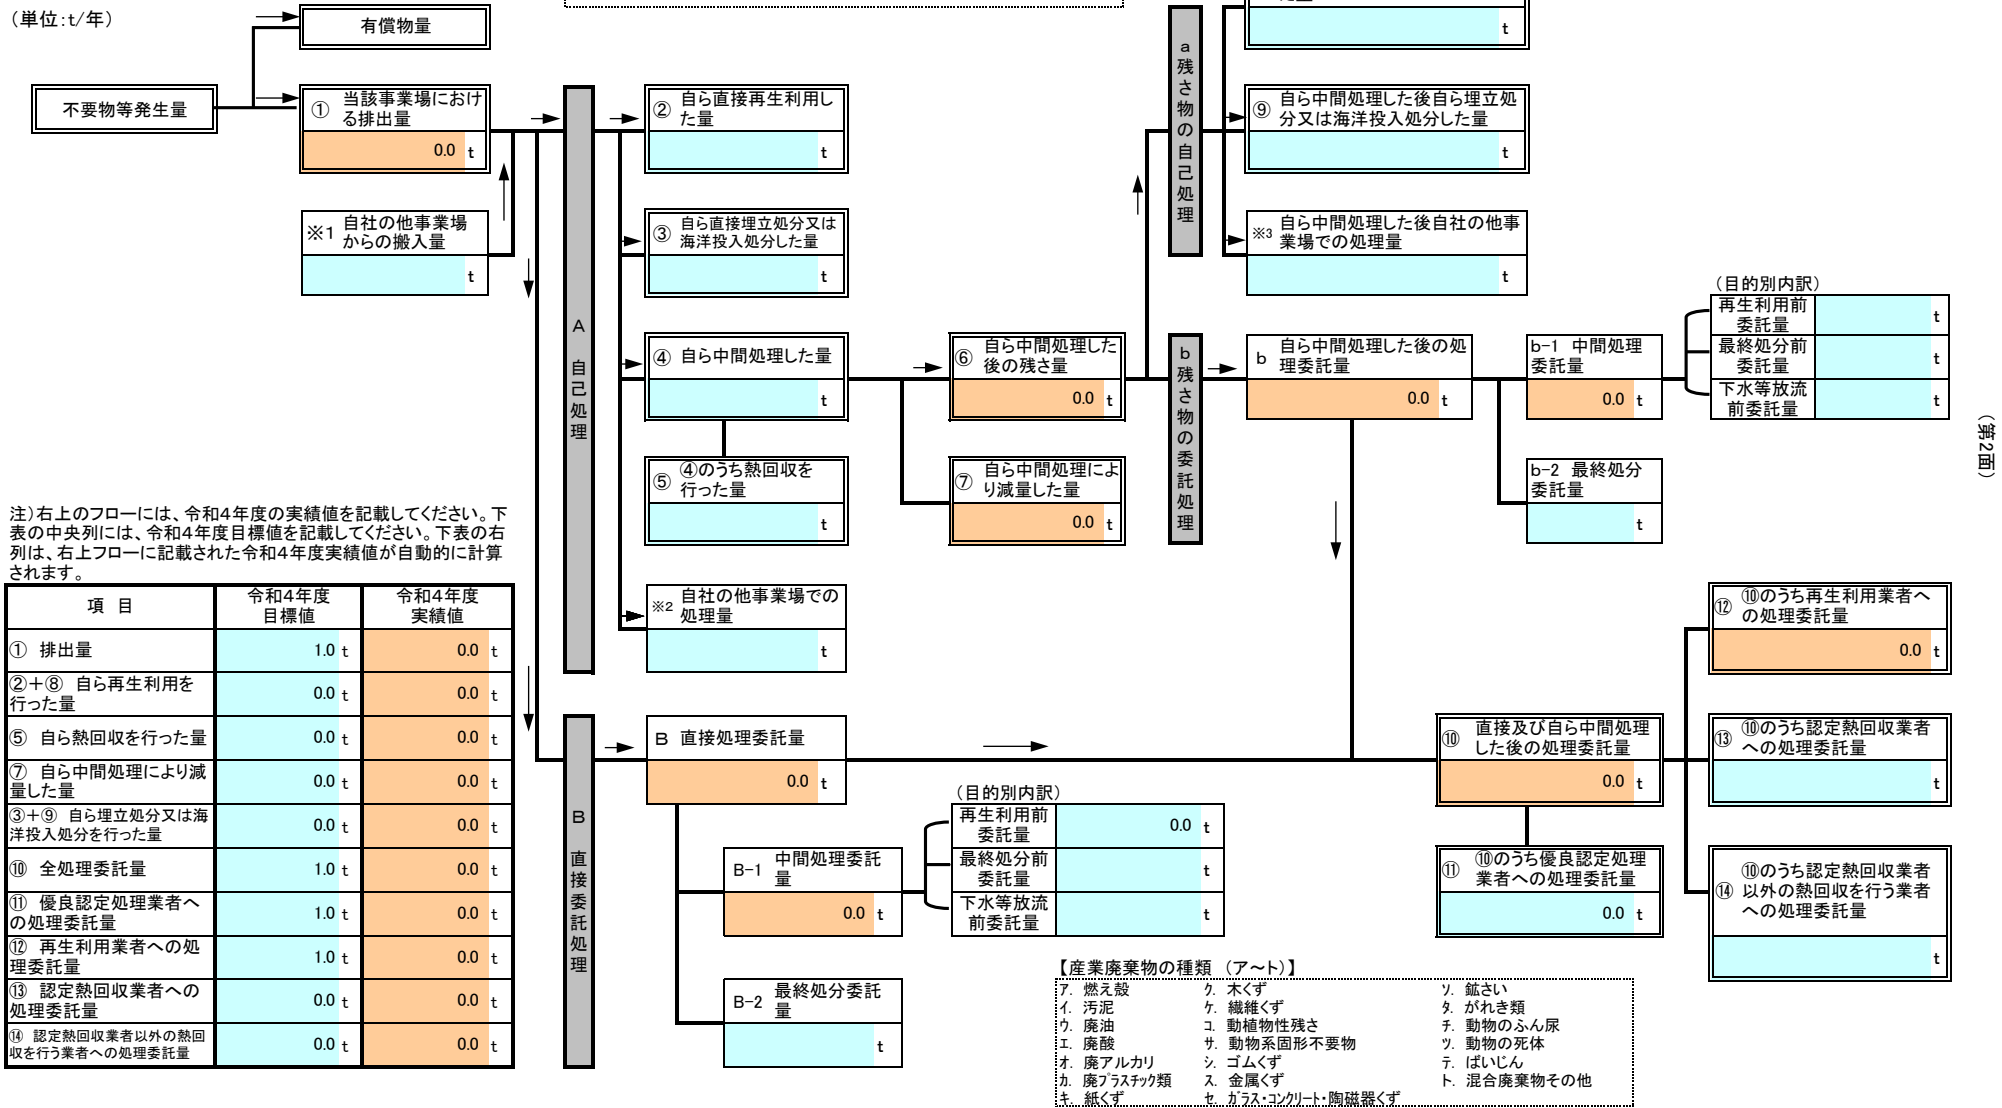 (単位:t/年)
有償物量
不要物等発生量
① 当該事業場におけ
る排出量
0.0 t
※1 自社の他事業場
からの搬入量
t
A 自己処理
② 自ら直接再生利用し
た量
t
③ 自ら直接埋立処分又は
海洋投入処分した量
t
④ 自ら中間処理した量
t
⑤ ④のうち熱回収を
行った量
t
※2 自社の他事業場での
処理量
t
⑥ 自ら中間処理した
後の残さ量
0.0 t
⑦ 自ら中間処理によ
り減量した量
0.0 t
a 残さ物の自己処理
t
⑨ 自ら中間処理した後自ら埋立処
分又は海洋投入処分した量
t
※3 自ら中間処理した後自社の他事
業場での処理量
t
b 残さ物の委託処理
b 自ら中間処理した後の処
理委託量
0.0 t
b-1 中間処理
委託量
0.0 t
b-2 最終処分
委託量
t
(目的別内訳)
再生利用前
委託量
t
最終処分前
委託量
t
下水等放流
前委託量
t
(第2面)
注)右上のフローには、令和4年度の実績値を記載してください。下
表の中央列には、令和4年度目標値を記載してください。下表の右
列は、右上フローに記載された令和4年度実績値が自動的に計算
されます。
項 目 令和4年度 令和4年度
目標値 実績値
① 排出量 1.0 t 0.0 t
②+⑧ 自ら再生利用を
行った量 0.0 t 0.0 t
⑤ 自ら熱回収を行った量 0.0 t 0.0 t
⑦ 自ら中間処理により減
量した量 0.0 t 0.0 t
③+⑨ 自ら埋立処分又は海
洋投入処分を行った量 0.0 t 0.0 t
⑩ 全処理委託量 1.0 t 0.0 t
⑪ 優良認定処理業者へ
の処理委託量 1.0 t 0.0 t
⑫ 再生利用業者への処
理委託量 1.0 t 0.0 t
⑬ 認定熱回収業者への
処理委託量 0.0 t 0.0 t
⑭ 認定熱回収業者以外の熱回
収を行う業者への処理委託量 0.0 t 0.0 t
B 直接委託処理
B 直接処理委託量
0.0 t
B-1 中間処理委託
量
0.0 t
B-2 最終処分委託
量
t
(目的別内訳)
再生利用前
委託量
0.0 t
最終処分前
委託量
t
下水等放流
前委託量
t
⑩ 直接及び自ら中間処理
した後の処理委託量
0.0 t
⑪ ⑩のうち優良認定処理
業者への処理委託量
0.0 t
⑫ ⑩のうち再生利用業者へ
の処理委託量
0.0 t
⑬ ⑩のうち認定熱回収業者
への処理委託量
t
⑭ ⑩のうち認定熱回収業者
以外の熱回収を行う業者
への処理委託量
t
【産業廃棄物の種類 (ア~ト)】
ア. 燃え殻 ク. 木くず ソ. 鉱さい
イ. 汚泥 ケ. 繊維くず タ. がれき類
ウ. 廃油 コ. 動植物性残さ チ. 動物のふん尿
エ. 廃酸 サ. 動物系固形不要物 ツ. 動物の死体
オ. 廃アルカリ シ. ゴムくず テ. ばいじん
カ. 廃プラスチック類 ス. 金属くず ト. 混合廃棄物その他
キ. 紙くず セ. ガラス・コンクリート・陶磁器くず